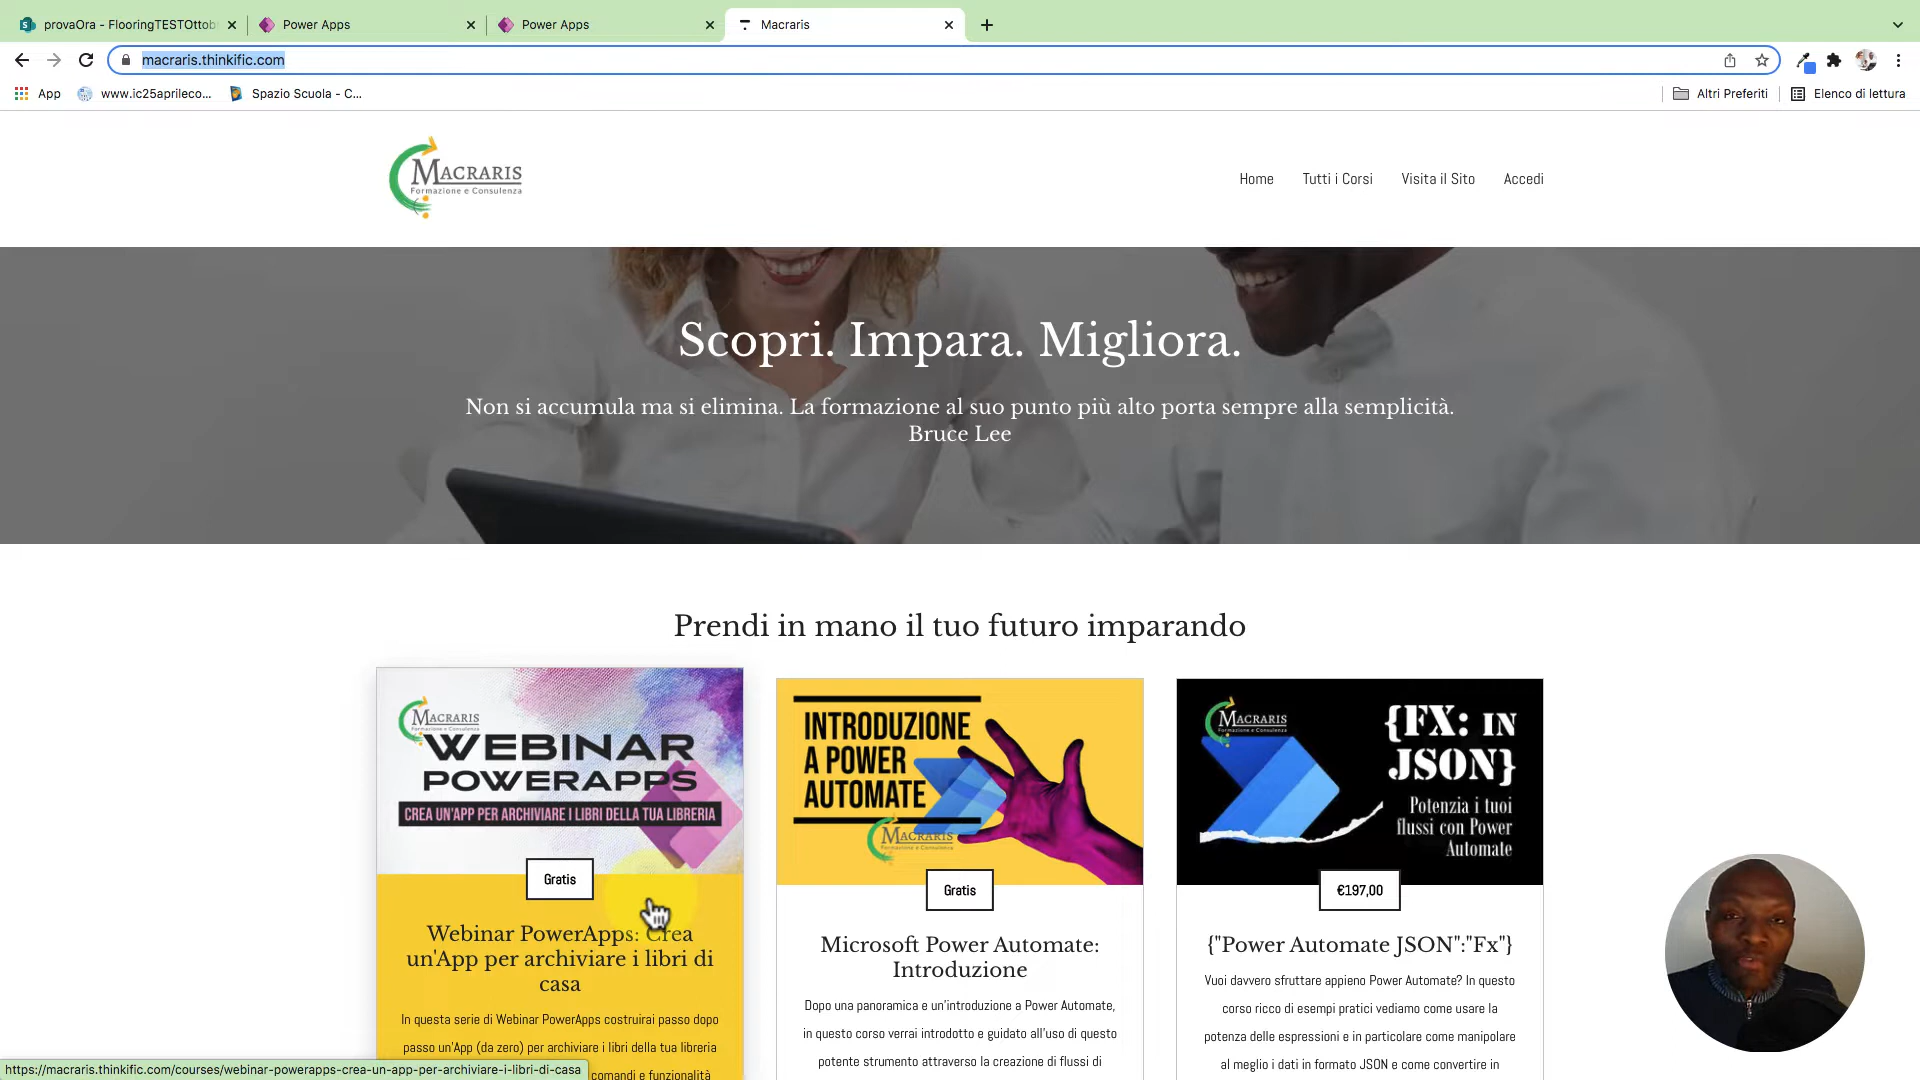 provaOra - FlooringTESTOttob
Power Apps
Power Apps
Macraris
macraris.thinkific.com
App
www.ic25aprileco...
Spazio Scuola - C...
Altri Preferiti
Elenco di lettura
MACRARIS
Formazione e Consulenza
Home
Tutti i Corsi
Visita il Sito
Accedi
Scopri. Impara. Migliora.
Non si accumula ma si elimina. La formazione al suo punto più alto porta sempre alla semplicità.
Bruce Lee
Prendi in mano il tuo futuro imparando
MACRARIS
Formazione e Consulenza
WEBINAR
POWERAPPS
CREA UN'APP PER ARCHIVIARE I LIBRI DELLA TUA LIBRERIA
Gratis
Webinar PowerApps: Crea
un'App per archiviare i libri di
casa
In questa serie di Webinar PowerApps costruirai passo dopo
passo un'App (da zero) per archiviare i libri della tua libreria
comandi e funzionalità
INTRODUZIONE
A POWER
AUTOMATE
MACRARIS
Gratis
Microsoft Power Automate:
Introduzione
Dopo una panoramica e un'introduzione a Power Automate,
in questo corso verrai introdotto e guidato all'uso di questo
potente strumento attraverso la creazione di flussi di
MACRARIS
Formazione e Consulenza
{FX: IN
JSON}
Potenzia i tuoi
flussi con Power
Automate
€197,00
{"Power Automate JSON":"Fx"}
Vuoi davvero sfruttare appieno Power Automate? In questo
corso ricco di esempi pratici vediamo come usare la
potenza delle espressioni e in particolare come manipolare
al meglio i dati in formato JSON e come convertire in
https://macraris.thinkific.com/courses/webinar-powerapps-crea-un-app-per-archiviare-i-libri-di-casa